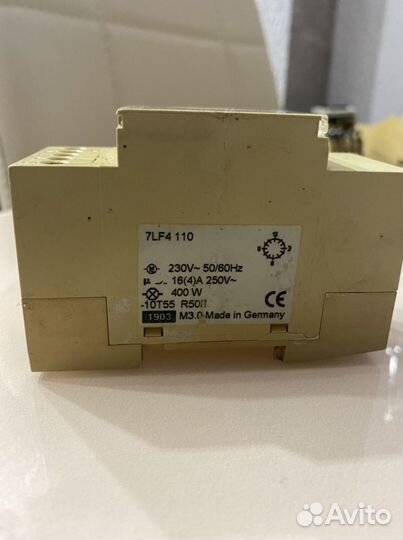 7LF4 110
230V~ 50/60Hz
µ 16(4)A 250V~
400 W
-10T55
1903 M3.0 Made in Germany
CE
Avito